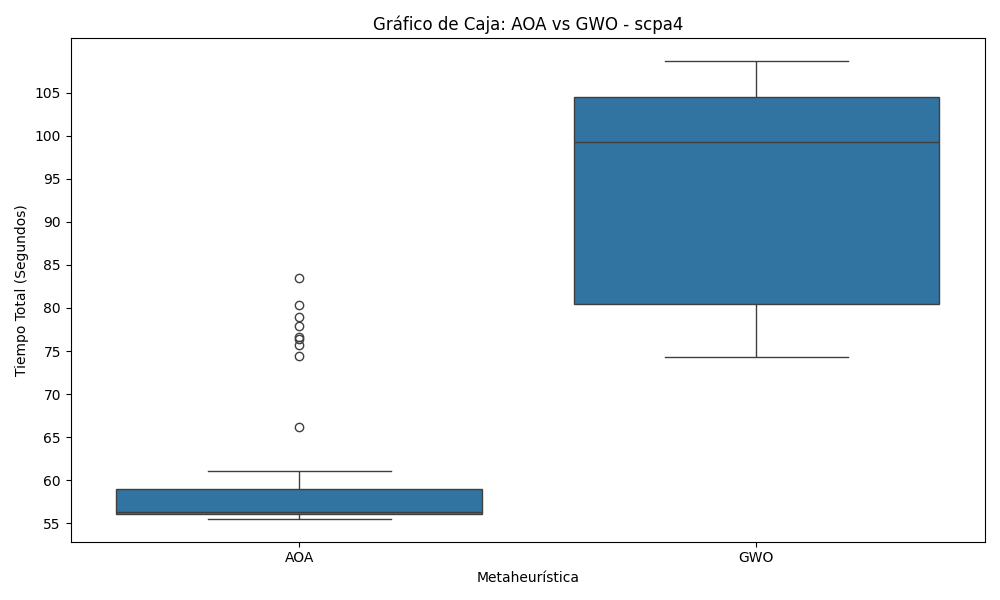 Gráfico de Caja: AOA vs GWO - scpa4
Tiempo Total (Segundos)
105
100
95
90
85
80
75
70
65
60
55
AOA
GWO
Metaheurística